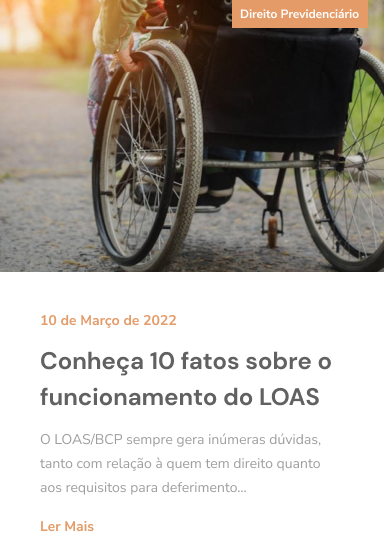 Direito Previdenciário
10 de Março de 2022
Conheça 10 fatos sobre o
funcionamento do LOAS
O LOAS/BCP sempre gera inúmeras dúvidas,
tanto com relação à quem tem direito quanto
aos requisitos para deferimento...
Ler Mais